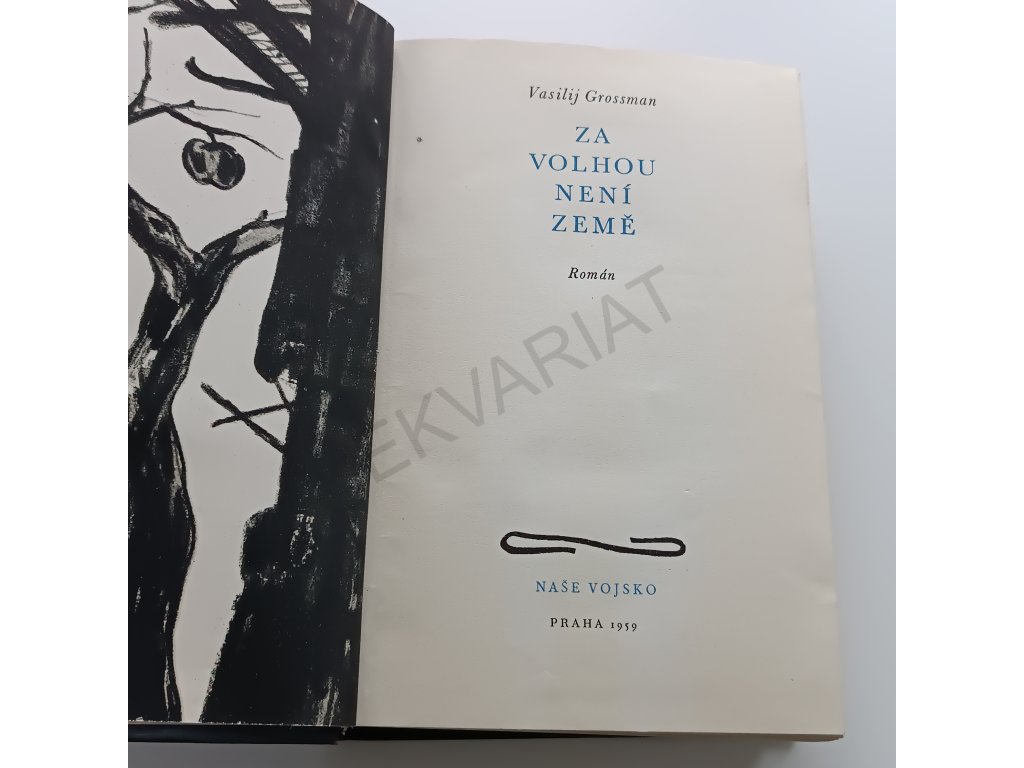 Vasilij Grossman
ZA
VOLHOU
NENÍ
ZEMĚ
Román
EKVARIAT
NAŠE VOJSKO
PRAHA 1959